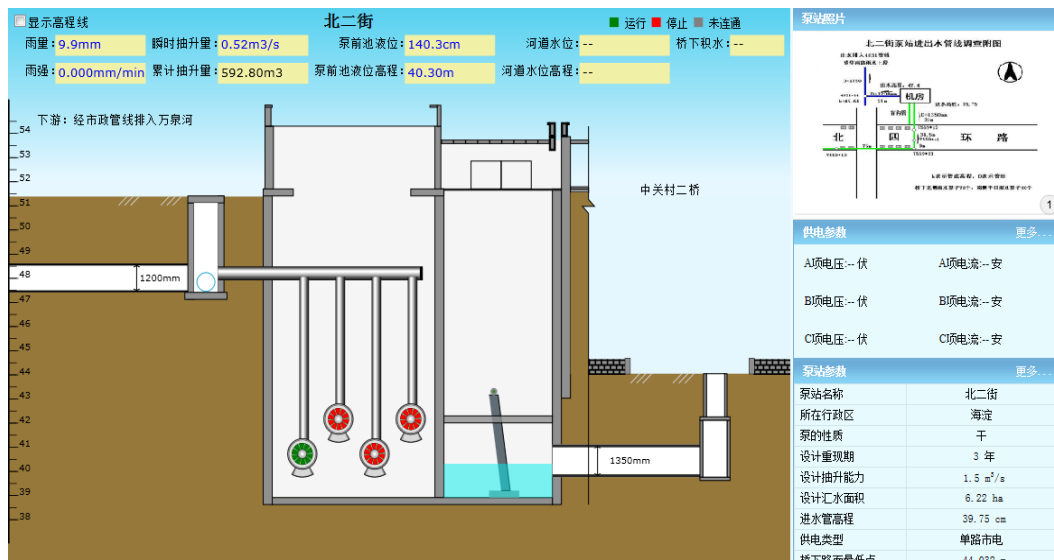 显示高程线
北二街
运行 停止 未连通
雨量: 9.9mm 瞬时抽升量: 0.52m3/s 泵前池液位: 140.3cm 河道水位: -- 桥下积水: --
雨强: 0.000mm/min 累计抽升量: 592.80m3 泵前池液位高程: 40.30m 河道水位高程: --
下游: 经市政管线排入万泉河
54
53
52
51
50
49
48
47
46
45
44
43
42
41
40
39
38
1200mm
中关村二桥
1350mm
泵站照片
北二街泵站进出水管线调查附图
机房
北 四 环 路
1
供电参数 更多...
A项电压:-- 伏 A项电流:-- 安
B项电压:-- 伏 B项电流:-- 安
C项电压:-- 伏 C项电流:-- 安
泵站参数 更多...
泵站名称 北二街
所在行政区 海淀
泵的性质 干
设计重现期 3 年
设计抽升能力 1.5 m³/s
设计汇水面积 6.22 ha
进水管高程 39.75 cm
供电类型 单路市电